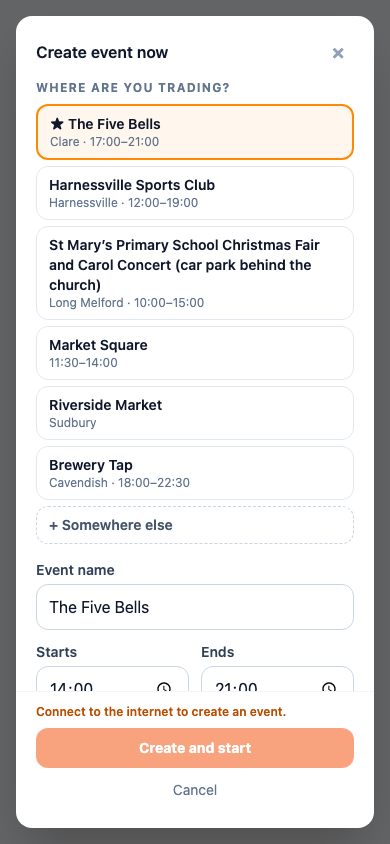 Create event now
WHERE ARE YOU TRADING?
★ The Five Bells
Clare · 17:00–21:00
Harnessville Sports Club
Harnessville · 12:00–19:00
St Mary’s Primary School Christmas Fair
and Carol Concert (car park behind the
church)
Long Melford · 10:00–15:00
Market Square
11:30–14:00
Riverside Market
Sudbury
Brewery Tap
Cavendish · 18:00–22:30
+ Somewhere else
Event name
The Five Bells
Starts
Ends
14:00
21:00
Connect to the internet to create an event.
Create and start
Cancel